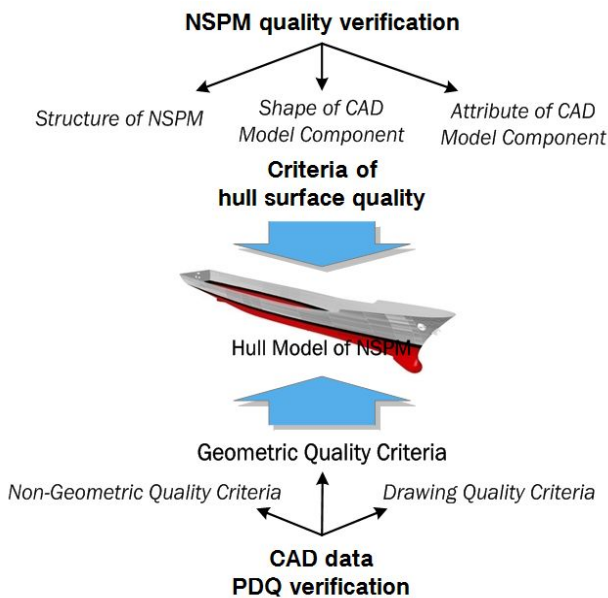 NSPM quality verification
Structure of NSPM
Shape of CAD
Model Component
Attribute of CAD
Model Component
Criteria of
hull surface quality
Hull Model of NSPM
Geometric Quality Criteria
Non-Geometric Quality Criteria
Drawing Quality Criteria
CAD data
PDQ verification